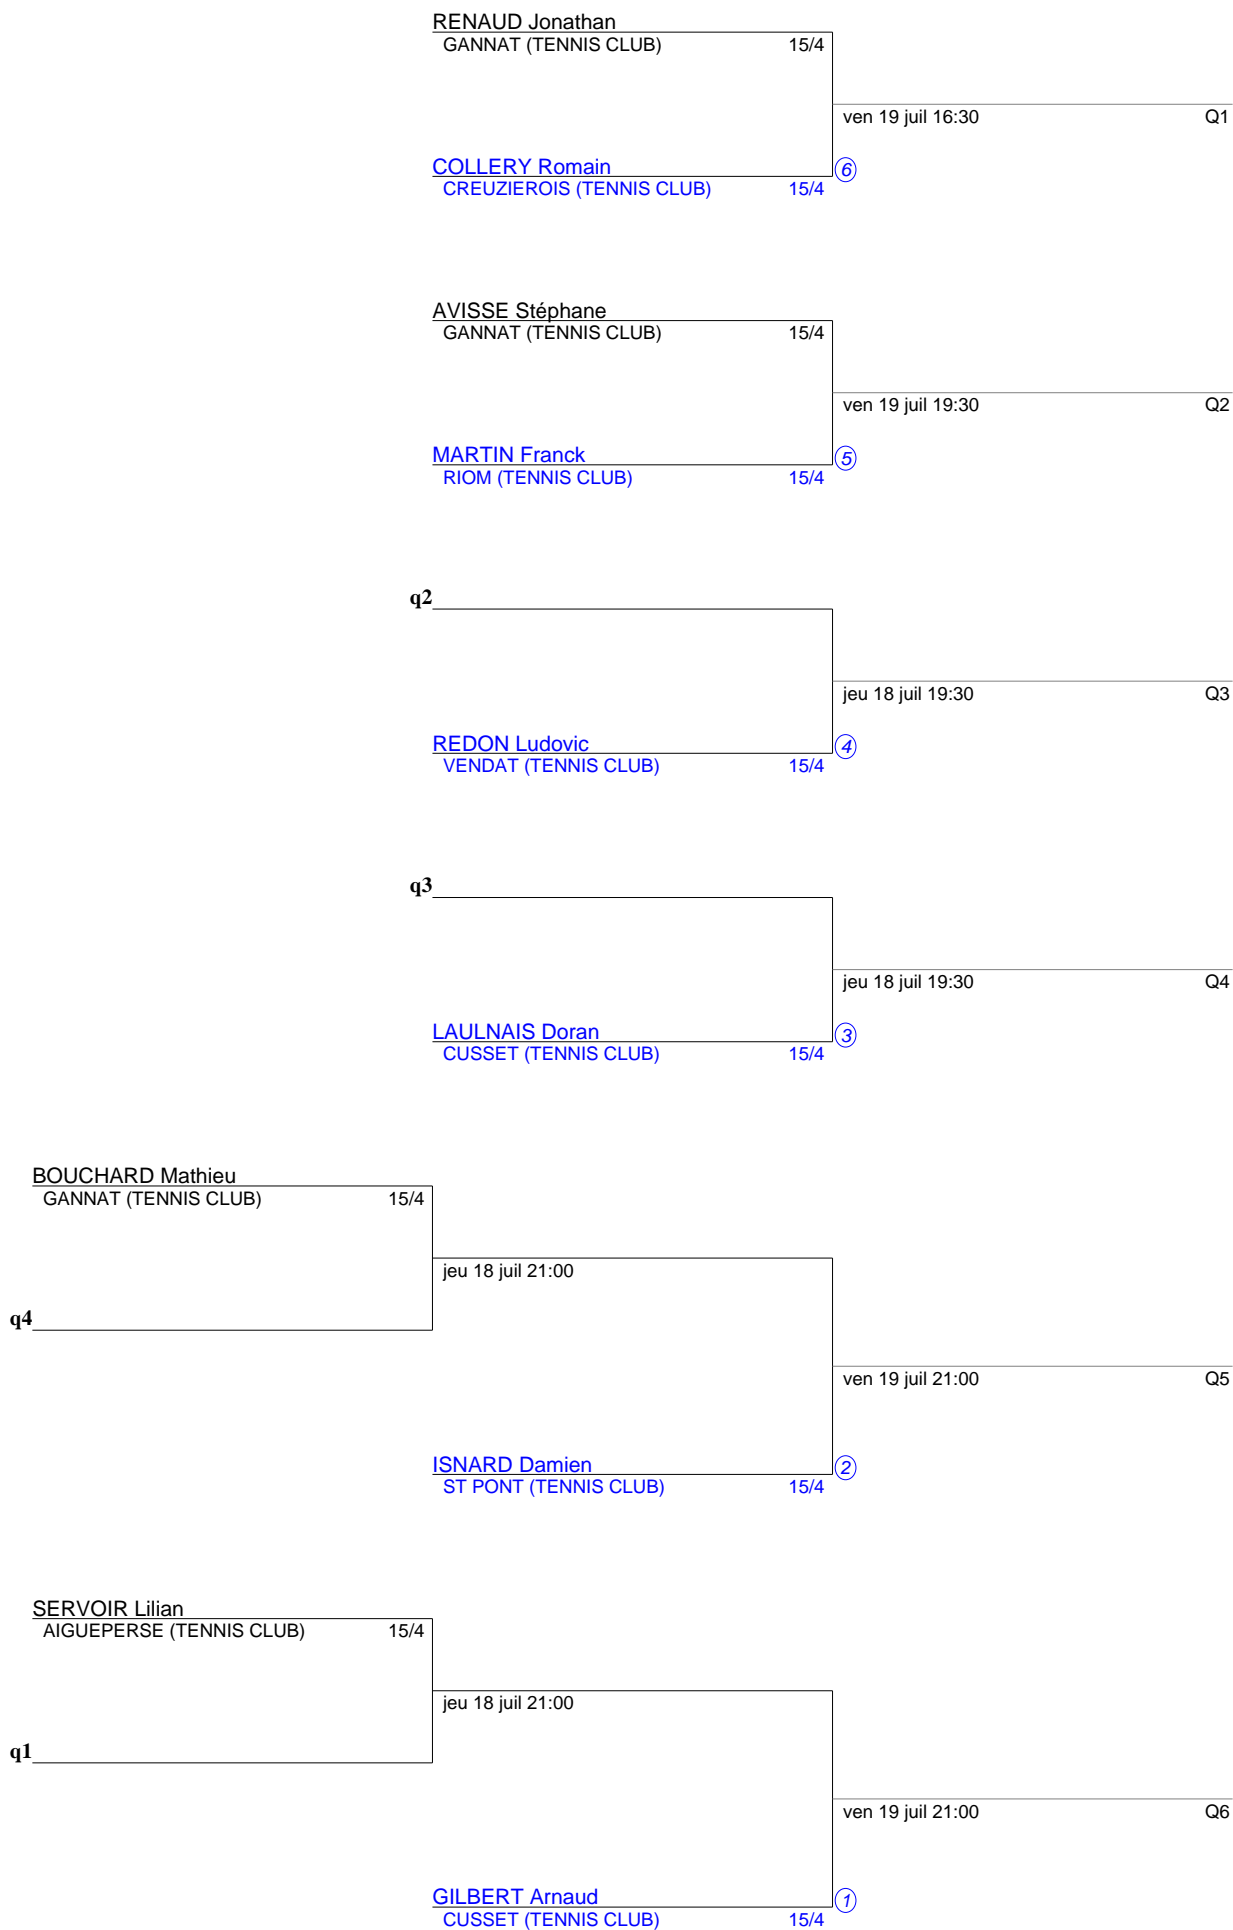 RENAUD Jonathan
GANNAT (TENNIS CLUB) 15/4
ven 19 juil 16:30 Q1
COLLERY Romain 6
CREUZIEROIS (TENNIS CLUB) 15/4
AVISSE Stéphane
GANNAT (TENNIS CLUB) 15/4
ven 19 juil 19:30 Q2
MARTIN Franck 5
RIOM (TENNIS CLUB) 15/4
q2
jeu 18 juil 19:30 Q3
REDON Ludovic 4
VENDAT (TENNIS CLUB) 15/4
q3
jeu 18 juil 19:30 Q4
LAULNAIS Doran 3
CUSSET (TENNIS CLUB) 15/4
BOUCHARD Mathieu
GANNAT (TENNIS CLUB) 15/4
jeu 18 juil 21:00
q4
ven 19 juil 21:00 Q5
ISNARD Damien 2
ST PONT (TENNIS CLUB) 15/4
SERVOIR Lilian
AIGUEPERSE (TENNIS CLUB) 15/4
jeu 18 juil 21:00
q1
ven 19 juil 21:00 Q6
GILBERT Arnaud 1
CUSSET (TENNIS CLUB) 15/4